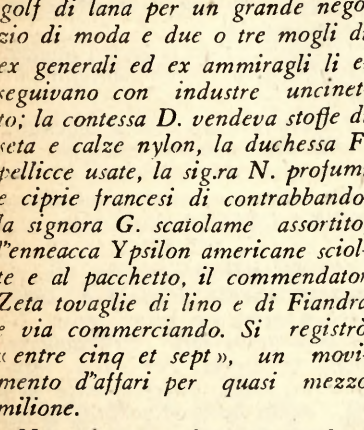 golf di lana per un grande nego
zio di moda e due o tre mogli di
ex generali ed ex ammiragli li e
seguivano con industre uncinet
to; la contessa D. vendeva stoffe di
seta e calze nylon, la duchessa F
pellicce usate, la sig.ra N. profum
e ciprie francesi di contrabbando
la signora G. scatolame assortito
l'enneacca Ypsilon americane sciol-
te e al pacchetto, il commendator
Zeta tovaglie di lino e di Fiandra
e via commerciando. Si registrò
« entre cinq et sept », un movi-
mento d'affari per quasi mezzo
milione.